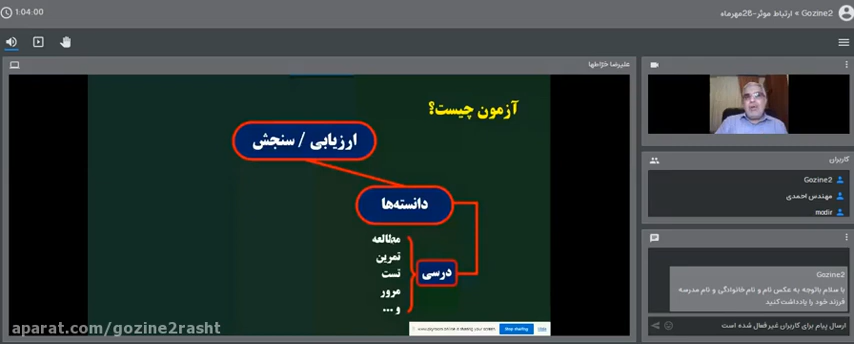 1:04:00
Gozine2 » ارتباط موثر-28مهرماه
علیرضا خراطها
آزمون چیست؟
ارزیابی / سنجش
دانسته‌ها
درسی
مطالعه
تمرین
تست
مرور
و ...
Stop sharing
Hide
aparat.com/gozine2rasht
کاربران
Gozine2
مهندس احمدی
modir
Gozine2
با سلام باتوجه به عکس نام و نام خانوادگی و نام مدرسه
فرزند خود را یادداشت کنید
ارسال پیام برای کاربران غیر فعال شده است